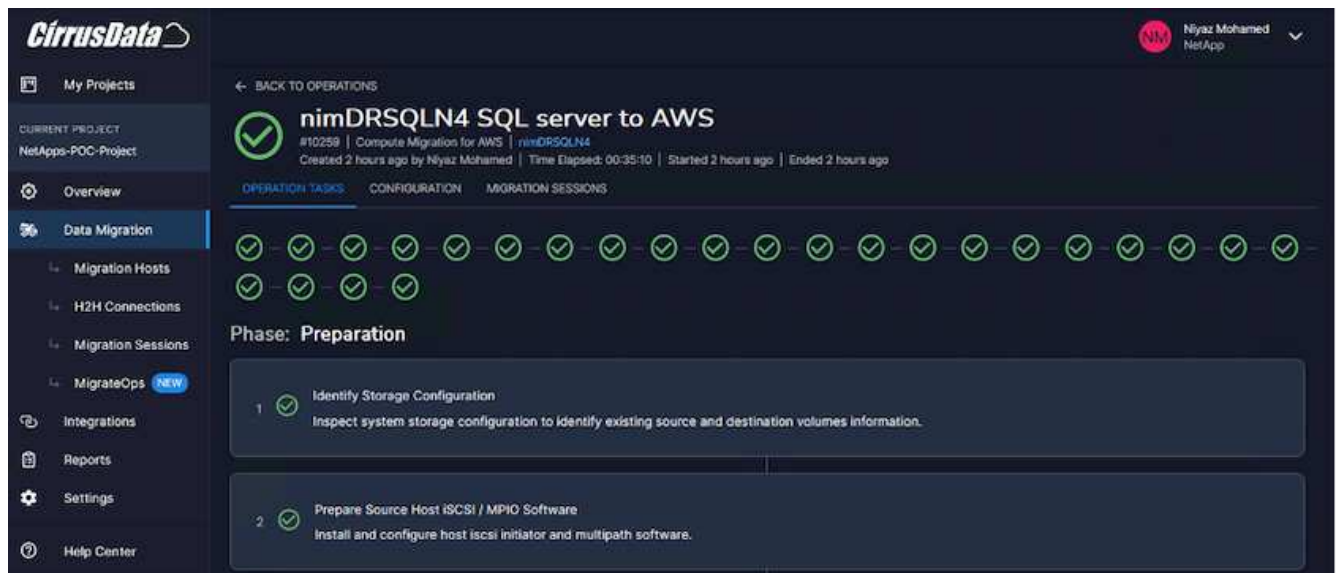 CirrusData
Niyaz Mohamed
NM
NetApp
My Projects
← BACK TO OPERATIONS
nimDRSQLN4 SQL server to AWS
CURRENT PROJECT
NetApps-POC-Project
#10259 | Compute Migration for AWS | nimDRSQLN4
Created 2 hours ago by Niyaz Mohamed | Time Elapsed: 00:35:10 | Started 2 hours ago | Ended 2 hours ago
Overview
OPERATION TASKS CONFIGURATION MIGRATION SESSIONS
Data Migration
Migration Hosts
H2H Connections
Migration Sessions
MigrateOps NEW
Integrations
Reports
Settings
Help Center
Phase: Preparation
1 Identify Storage Configuration
Inspect system storage configuration to identify existing source and destination volumes information.
2 Prepare Source Host iSCSI / MPIO Software
Install and configure host iscsi initiator and multipath software.